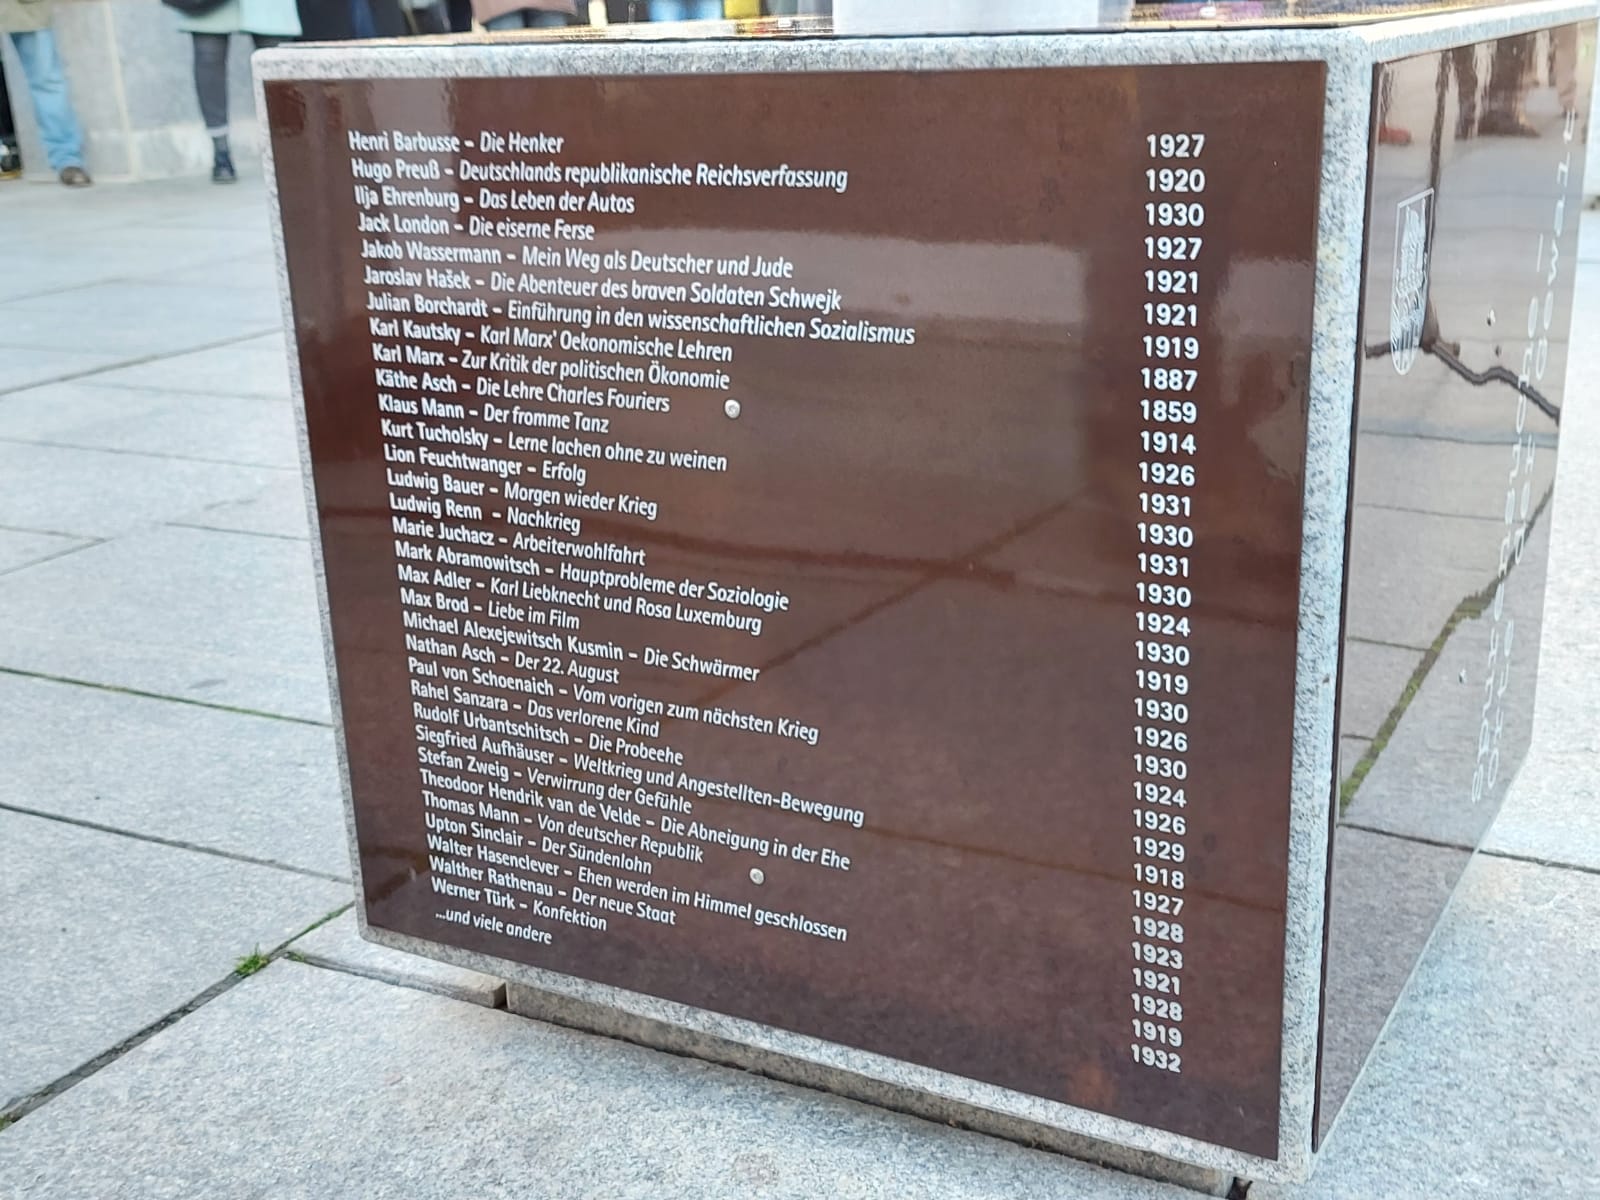 Henri Barbusse – Die Henker 1927
Hugo Preuß – Deutschlands republikanische Reichsverfassung 1920
Ilja Ehrenburg – Das Leben der Autos 1930
Jack London – Die eiserne Ferse 1927
Jakob Wassermann – Mein Weg als Deutscher und Jude 1921
Jaroslav Hašek – Die Abenteuer des braven Soldaten Schwejk 1921
Julian Borchardt – Einführung in den wissenschaftlichen Sozialismus 1919
Karl Kautsky – Karl Marx' Oekonomische Lehren 1887
Karl Marx – Zur Kritik der politischen Ökonomie 1859
Käthe Asch – Die Lehre Charles Fouriers 1914
Klaus Mann – Der fromme Tanz 1926
Kurt Tucholsky – Lerne lachen ohne zu weinen 1931
Lion Feuchtwanger – Erfolg 1930
Ludwig Bauer – Morgen wieder Krieg 1931
Ludwig Renn – Nachkrieg 1930
Marie Juchacz – Arbeiterwohlfahrt 1924
Mark Abramowitsch – Hauptprobleme der Soziologie 1930
Max Adler – Karl Liebknecht und Rosa Luxemburg 1919
Max Brod – Liebe im Film 1930
Michael Alexejewitsch Kusmin – Die Schwärmer 1926
Nathan Asch – Der 22. August 1930
Paul von Schoenaich – Vom vorigen zum nächsten Krieg 1924
Rahel Sanzara – Das verlorene Kind 1926
Rudolf Urbantschitsch – Die Probeehe 1929
Siegfried Aufhäuser – Weltkrieg und Angestellten-Bewegung 1918
Stefan Zweig – Verwirrung der Gefühle 1927
Theodoor Hendrik van de Velde – Die Abneigung in der Ehe 1928
Thomas Mann – Von deutscher Republik 1923
Upton Sinclair – Der Sündenlohn 1921
Walter Hasenclever – Ehen werden im Himmel geschlossen 1928
Walther Rathenau – Der neue Staat 1919
Werner Türk – Konfektion 1932
...und viele andere